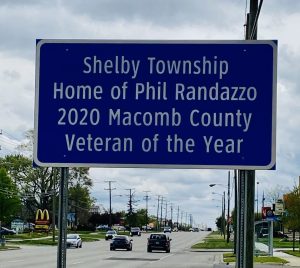 Shelby Township
Home of Phil Randazzo
2020 Macomb County
Veteran of the Year